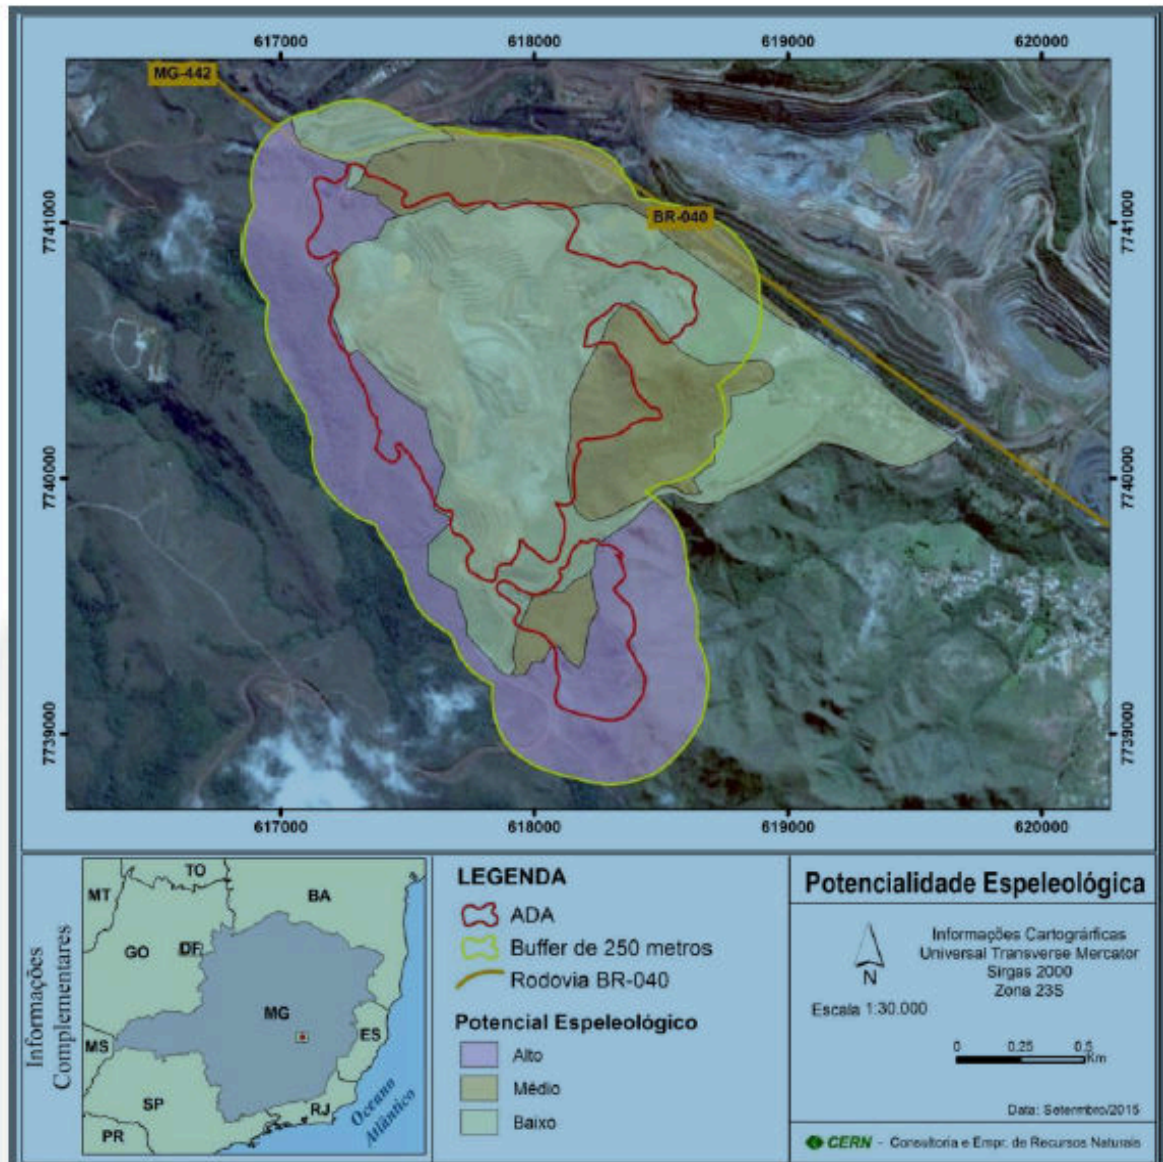 617000 618000 619000 620000
MG-442
7741000
BR-040
7741000
7740000
7740000
7739000
7739000
617000 618000 619000 620000
Informações
Complementares
TO
MT
BA
GO
DF
MG
ES
MS
SP
RJ
PR
Oceano
Atlântico
LEGENDA
ADA
Buffer de 250 metros
Rodovia BR-040
Potencial Espeleológico
Alto
Médio
Baixo
Potencialidade Espeleológica
N
Informações Cartográficas
Universal Transverse Mercator
Sirgas 2000
Zona 23S
Escala 1:30.000
0 0.25 0.5
Km
Data: Setermbro/2015
CERN - Consultoria e Empr. de Recursos Naturais